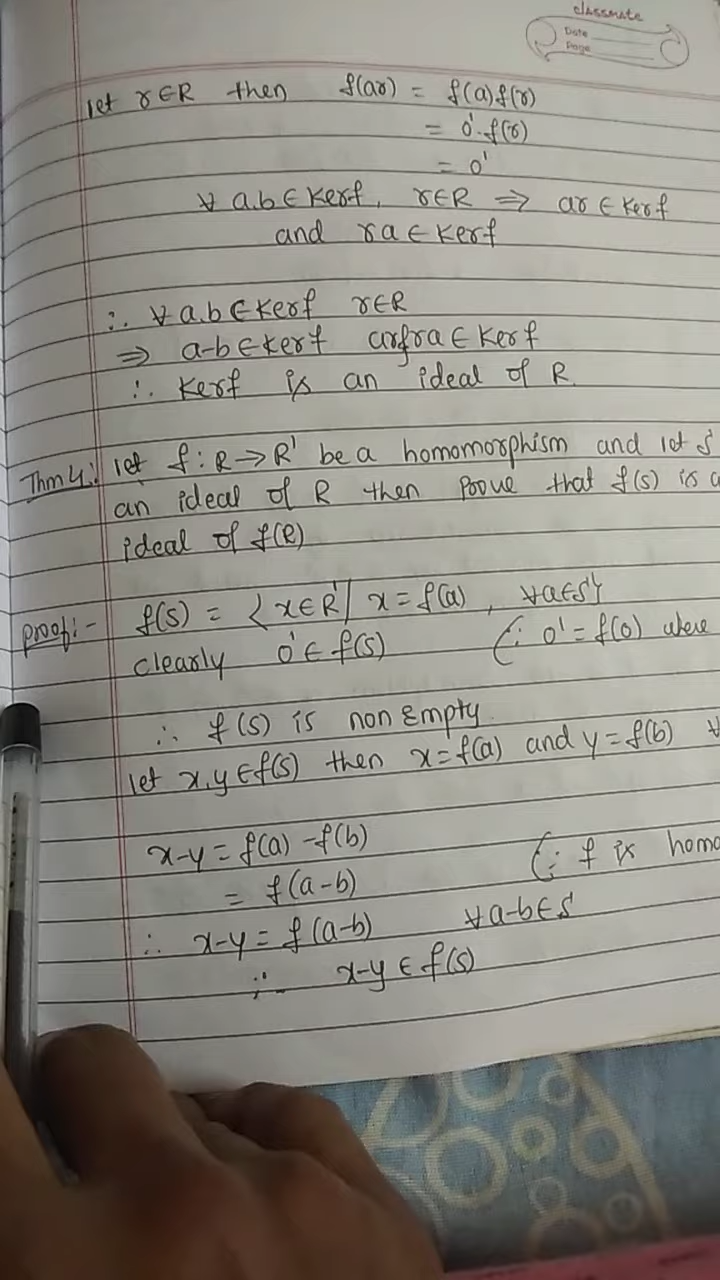 classmate
Date
Page
let r∈R then f(ar) = f(a)f(r)
= 0'.f(r)
= 0'
∀ a.b ∈ Kerf, r∈R ⇒ ar ∈ Kerf
and ra ∈ Kerf
∴ ∀ a.b ∈ Kerf r∈R
⇒ a-b ∈ kerf arfra ∈ Kerf
∴ Kerf is an ideal of R.
Thm 4: let f: R → R' be a homomorphism and let S
an ideal of R then Prove that f(s) is a
ideal of f(R)
Proof:- f(s) = {x∈R' / x = f(a), ∀a∈S}
clearly 0' ∈ f(s) (∵ 0' = f(0) where
∴ f(s) is non Empty.
let x,y ∈ f(s) then x = f(a) and y = f(b) ∀
x-y = f(a) - f(b)
= f(a-b) (∵ f is homo
∴ x-y = f(a-b) ∀ a-b ∈ S
∴ x-y ∈ f(s)